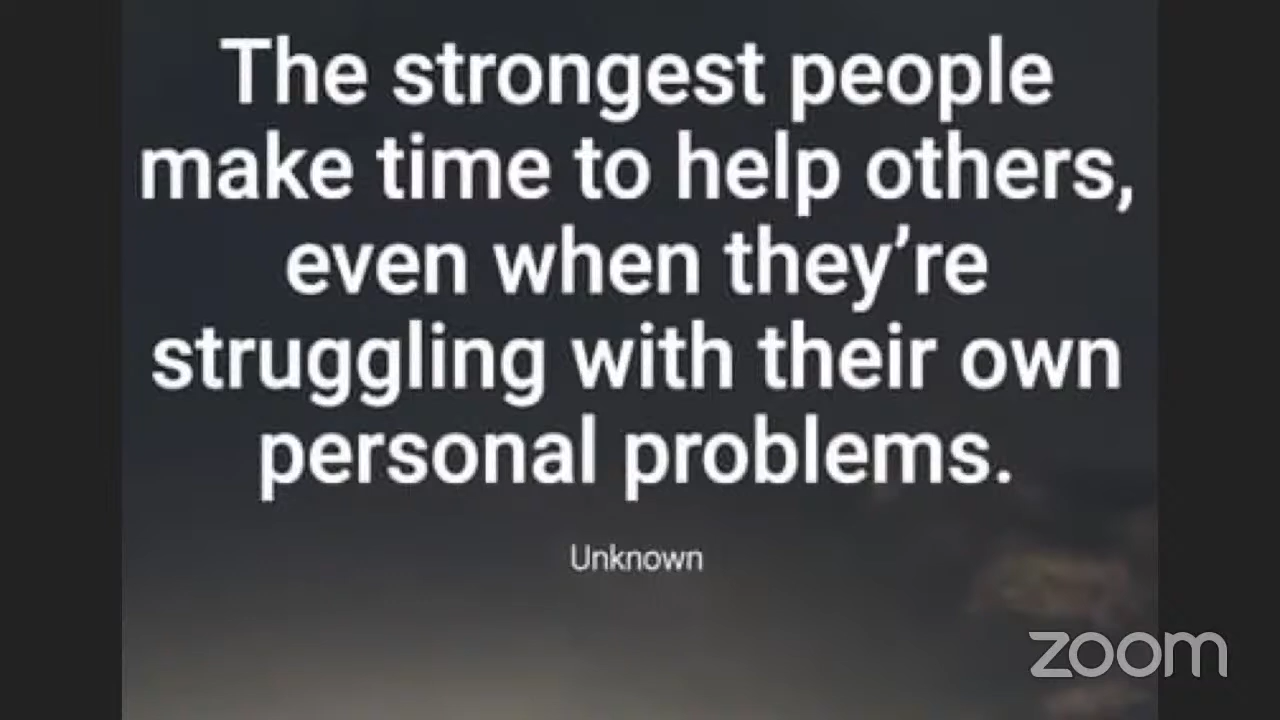 The strongest people
make time to help others,
even when they’re
struggling with their own
personal problems.
Unknown
zoom